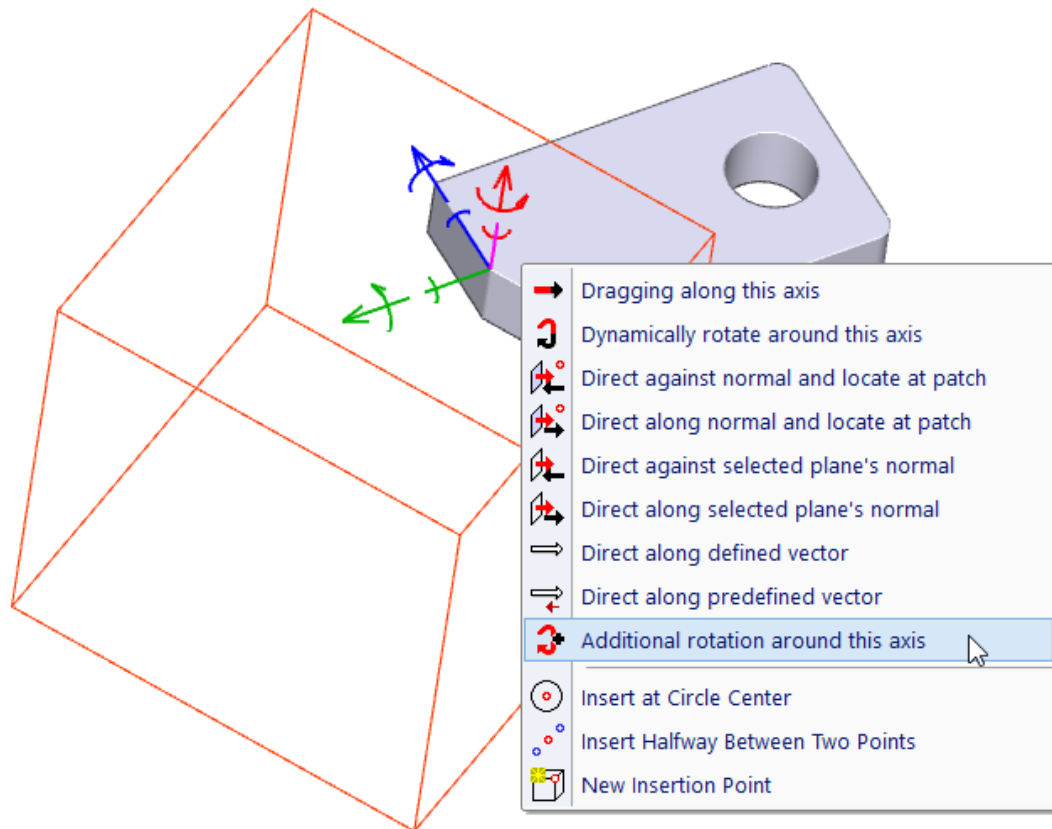 Dragging along this axis
Dynamically rotate around this axis
Direct against normal and locate at patch
Direct along normal and locate at patch
Direct against selected plane's normal
Direct along selected plane's normal
Direct along defined vector
Direct along predefined vector
Additional rotation around this axis
Insert at Circle Center
Insert Halfway Between Two Points
New Insertion Point